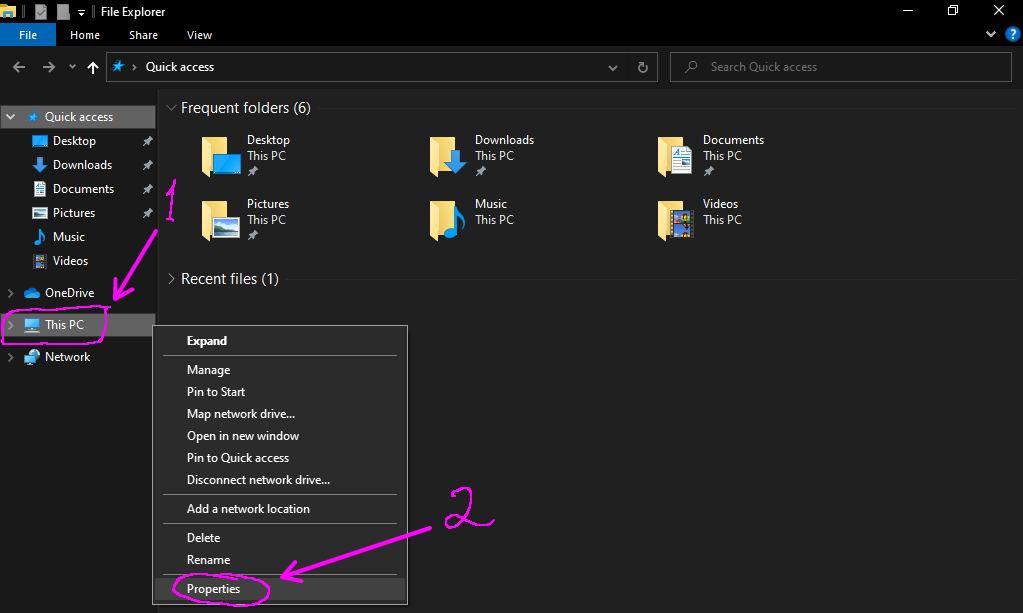 File Explorer
File Home Share View
?
Quick access
Search Quick access
Quick access
Desktop
Downloads
Documents
Pictures
Music
Videos
OneDrive
This PC
Network
Frequent folders (6)
Desktop
This PC
Downloads
This PC
Documents
This PC
Pictures
This PC
Music
This PC
Videos
This PC
Recent files (1)
1
Expand
Manage
Pin to Start
Map network drive...
Open in new window
Pin to Quick access
Disconnect network drive...
Add a network location
Delete
Rename
Properties
2